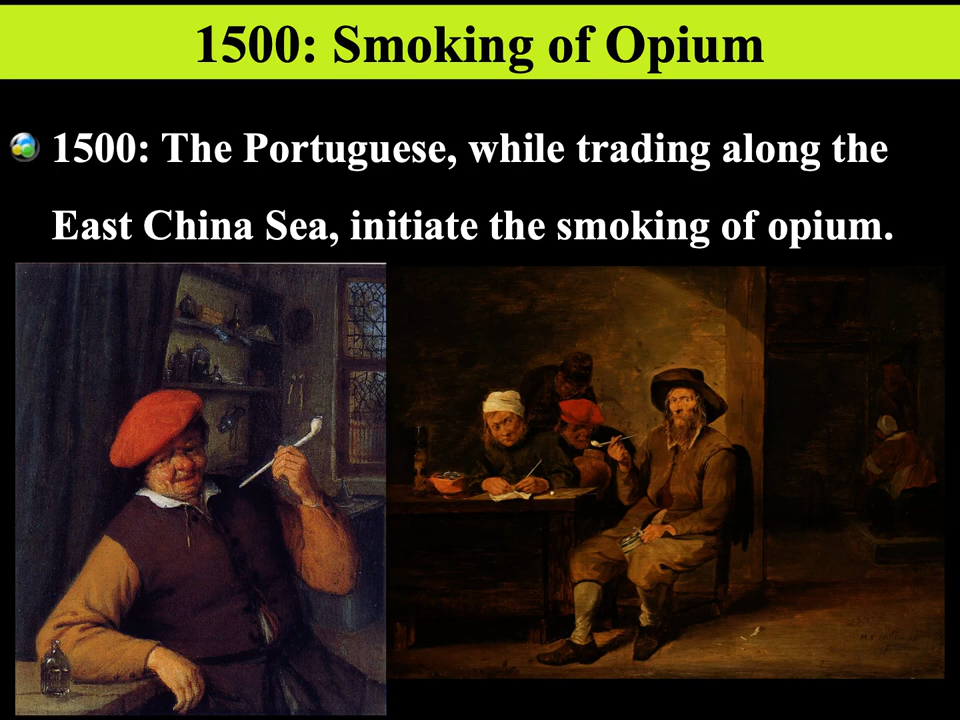 1500: Smoking of Opium
1500: The Portuguese, while trading along the
East China Sea, initiate the smoking of opium.